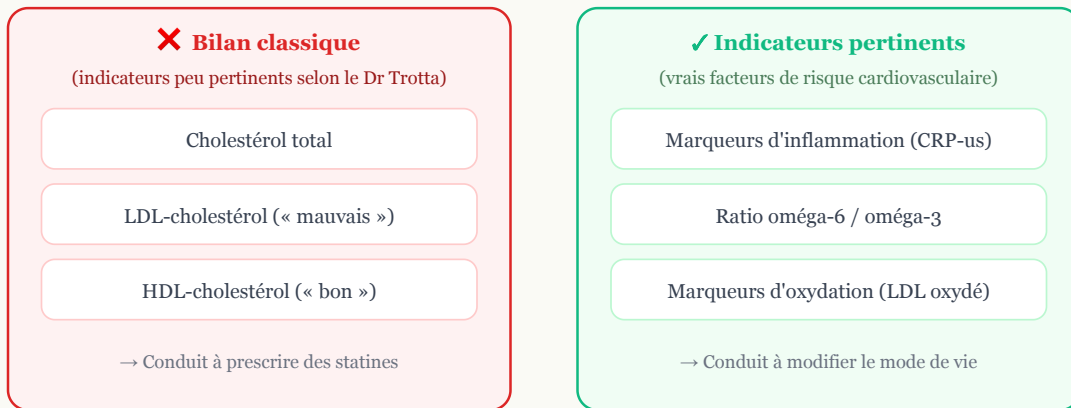 ❌ Bilan classique
(indicateurs peu pertinents selon le Dr Trotta)
Cholestérol total
LDL-cholestérol (« mauvais »)
HDL-cholestérol (« bon »)
→ Conduit à prescrire des statines
✓ Indicateurs pertinents
(vrais facteurs de risque cardiovasculaire)
Marqueurs d'inflammation (CRP-us)
Ratio oméga-6 / oméga-3
Marqueurs d'oxydation (LDL oxydé)
→ Conduit à modifier le mode de vie